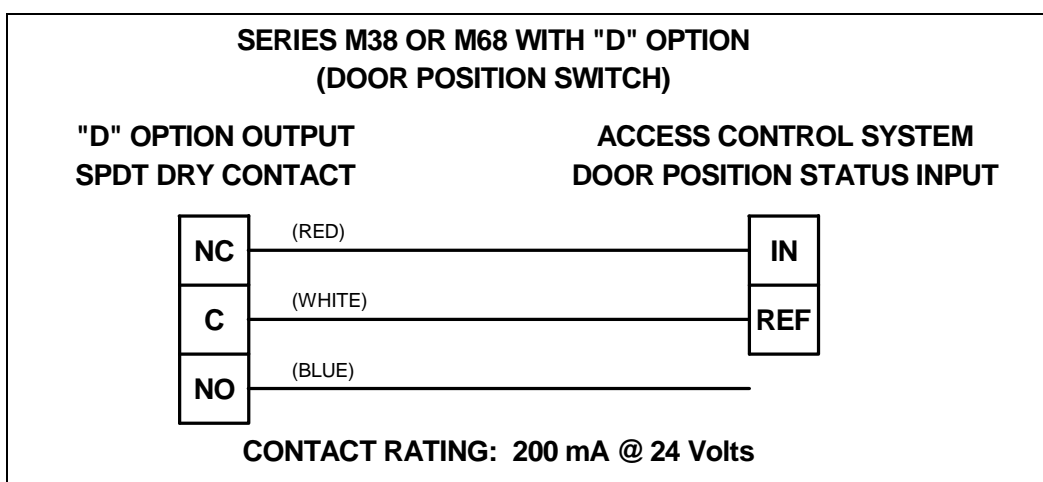 SERIES M38 OR M68 WITH "D" OPTION
(DOOR POSITION SWITCH)
"D" OPTION OUTPUT
SPDT DRY CONTACT
ACCESS CONTROL SYSTEM
DOOR POSITION STATUS INPUT
NC
(RED)
IN
C
(WHITE)
REF
NO
(BLUE)
CONTACT RATING: 200 mA @ 24 Volts